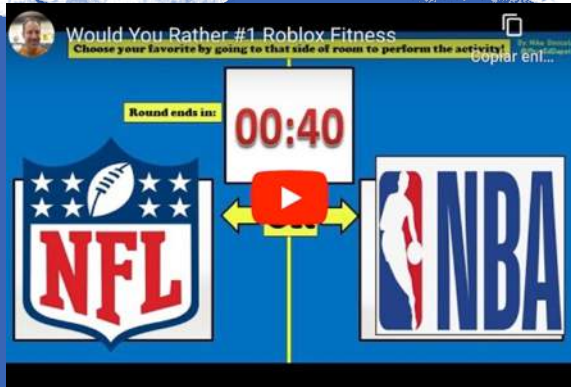 Would You Rather #1 Roblox Fitness
Choose your favorite by going to that side of room to perform the activity!
Copiar enl...
Round ends in:
00:40
NFL
NBA